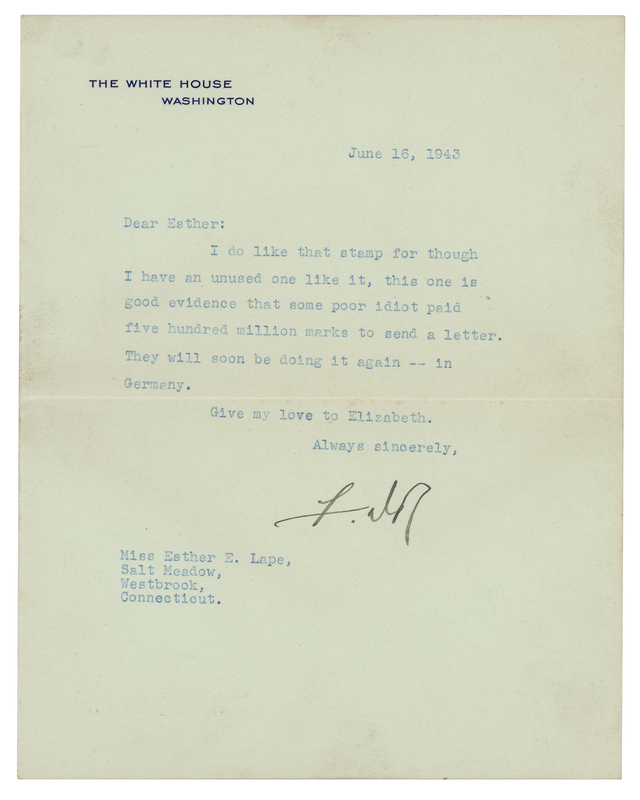 THE WHITE HOUSE
WASHINGTON
June 16, 1943
Dear Esther:
I do like that stamp for though
I have an unused one like it, this one is
good evidence that some poor idiot paid
five hundred million marks to send a letter.
They will soon be doing it again -- in
Germany.
Give my love to Elizabeth.
Always sincerely,
F.D.R.
Miss Esther E. Lape,
Salt Meadow,
Westbrook,
Connecticut.